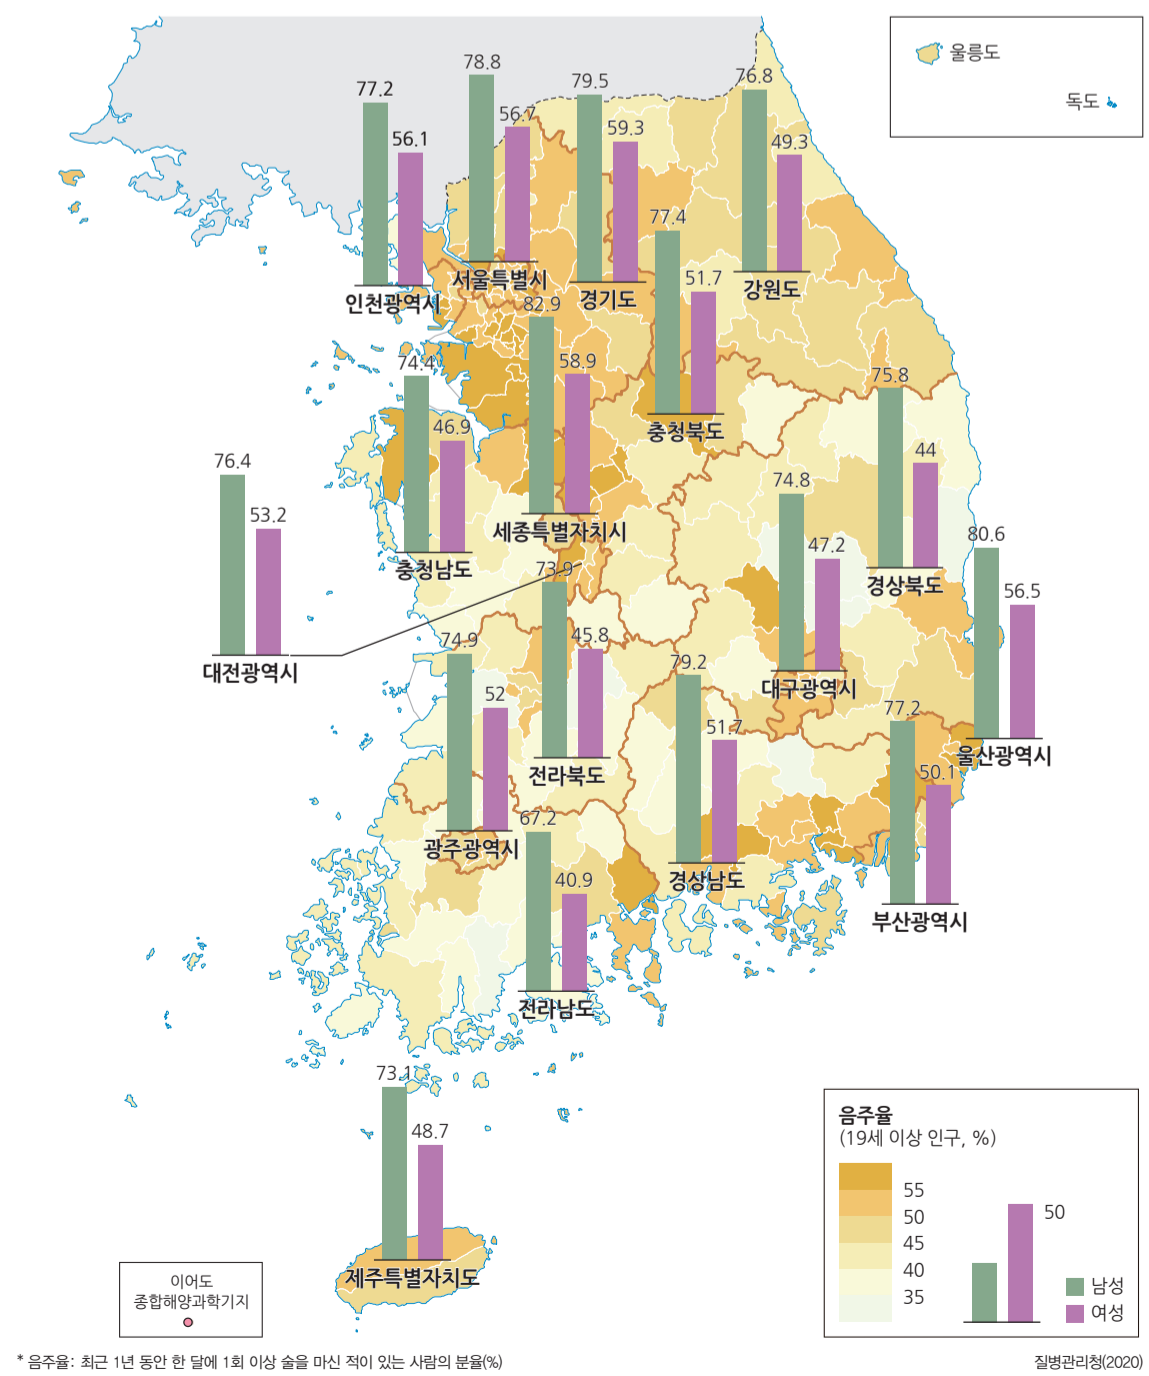 울릉도
독도
77.2
56.1
인천광역시
78.8
56.7
서울특별시
79.5
59.3
경기도
76.8
49.3
강원도
77.4
51.7
충청북도
82.9
58.9
세종특별자치시
74.4
46.9
충청남도
76.4
53.2
대전광역시
75.8
44
경상북도
74.8
47.2
대구광역시
80.6
56.5
울산광역시
73.9
45.8
전라북도
74.9
52
광주광역시
79.2
51.7
경상남도
77.2
50.1
부산광역시
67.2
40.9
전라남도
73.1
48.7
제주특별자치도
이어도
종합해양과학기지
음주율
(19세 이상 인구, %)
55
50
45
40
35
50
남성
여성
* 음주율: 최근 1년 동안 한 달에 1회 이상 술을 마신 적이 있는 사람의 분율(%)
질병관리청(2020)